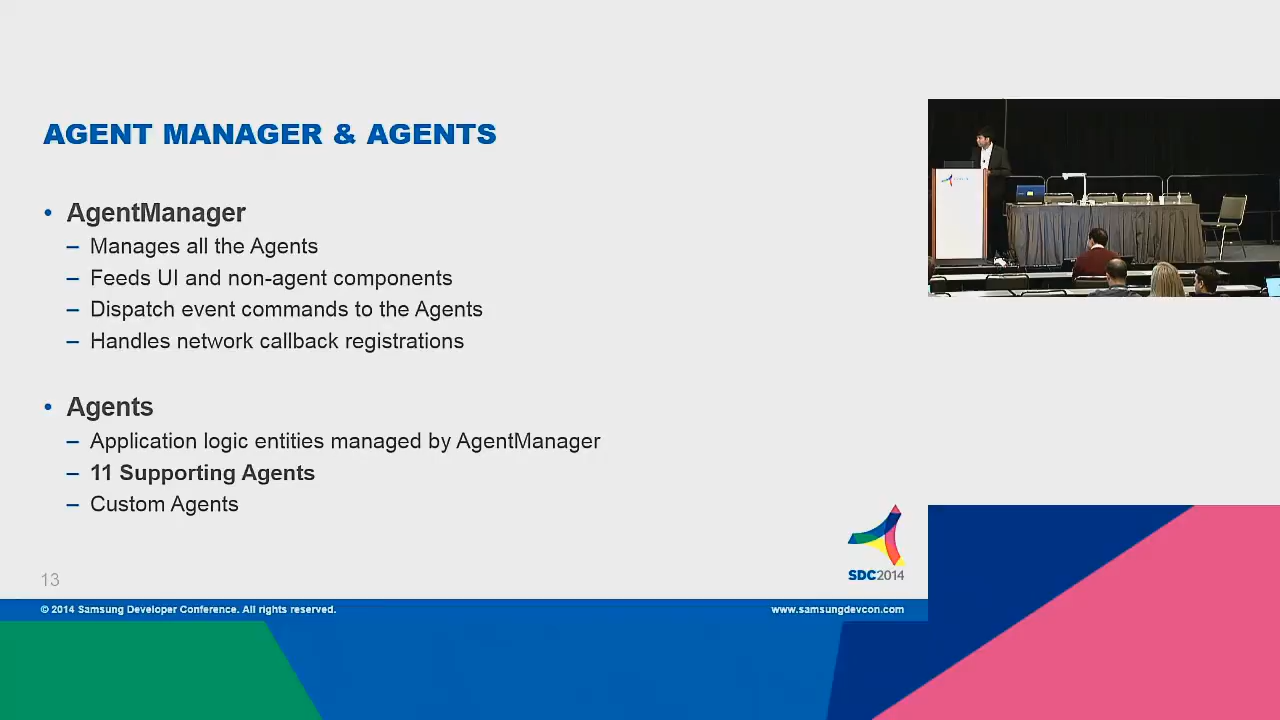 AGENT MANAGER & AGENTS
• AgentManager
– Manages all the Agents
– Feeds UI and non-agent components
– Dispatch event commands to the Agents
– Handles network callback registrations
• Agents
– Application logic entities managed by AgentManager
– 11 Supporting Agents
– Custom Agents
SDC2014
13
© 2014 Samsung Developer Conference. All rights reserved.
www.samsungdevcon.com